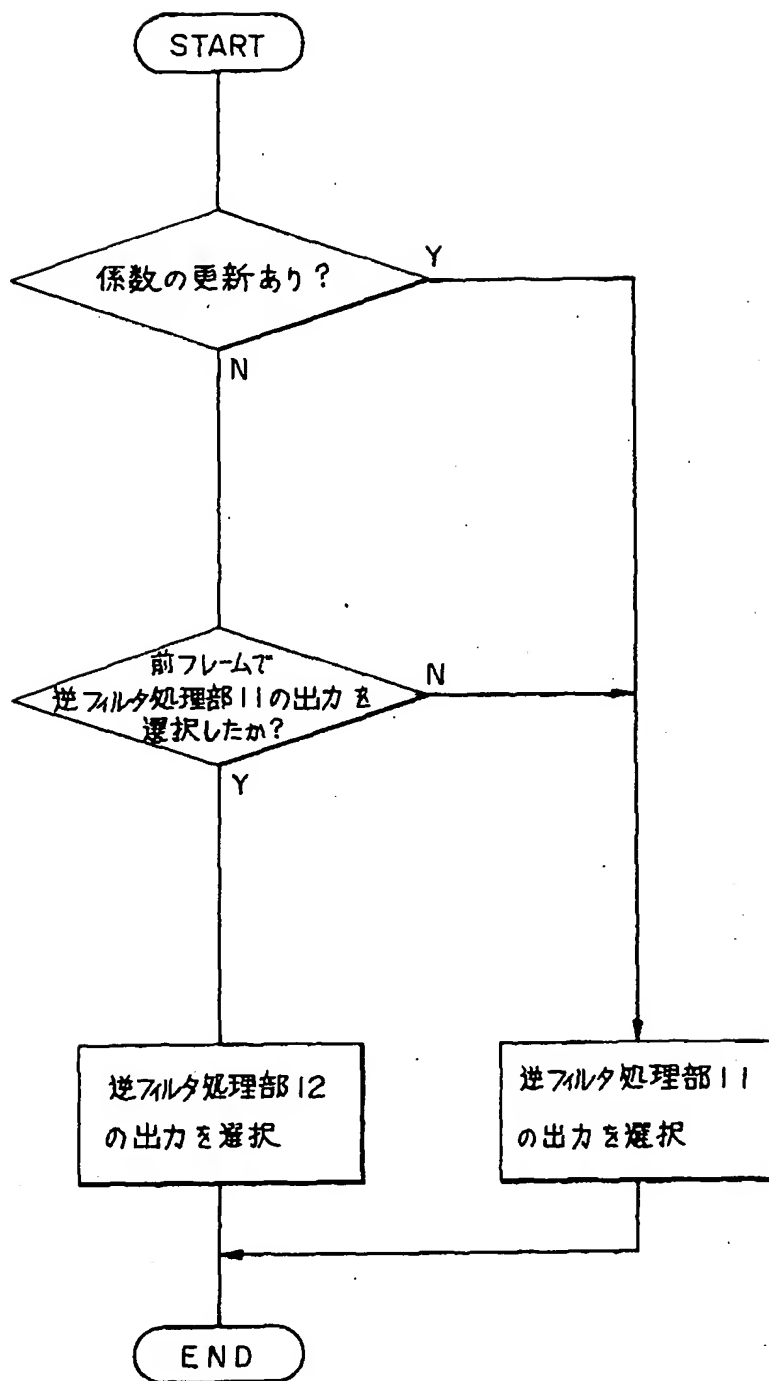 START
係数の更新あり?
Y
N
前フレームで
逆フィルタ処理部11の出力を
選択したか?
N
Y
逆フィルタ処理部12
の出力を選択
逆フィルタ処理部11
の出力を選択
END